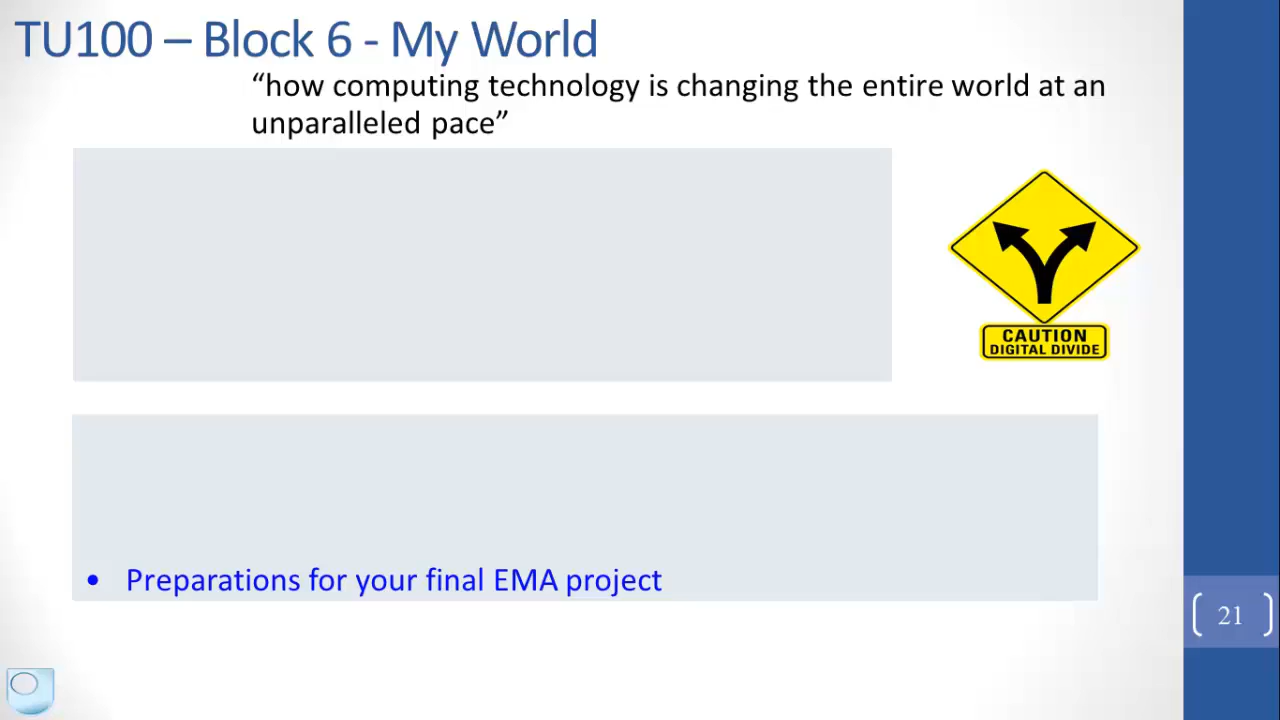 TU100 – Block 6 - My World
“how computing technology is changing the entire world at an
unparalleled pace”
CAUTION
DIGITAL DIVIDE
• Preparations for your final EMA project
21